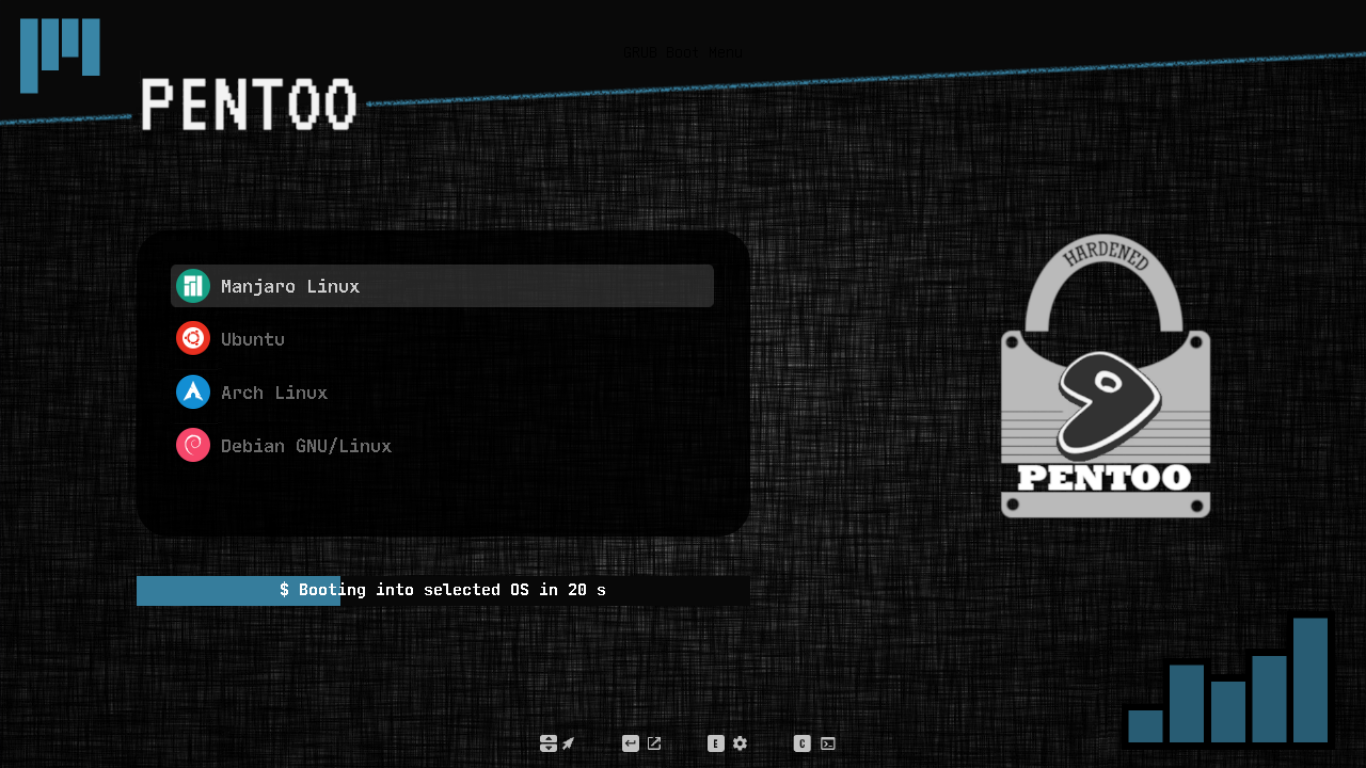 GRUB Boot Menu
PENTOO
Manjaro Linux
Ubuntu
Arch Linux
Debian GNU/Linux
HARDENED
PENTOO
$ Booting into selected OS in 20 s
E
C